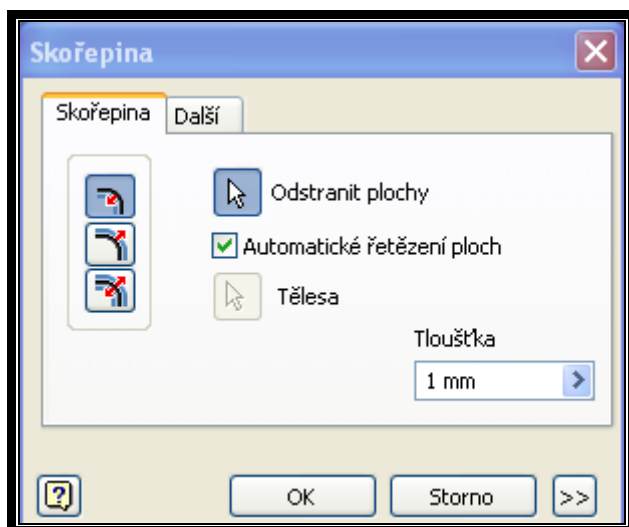 Skořepina
Skořepina Další
Odstranit plochy
Automatické řetězení ploch
Tělesa
Tloušťka
1 mm
OK Storno >>